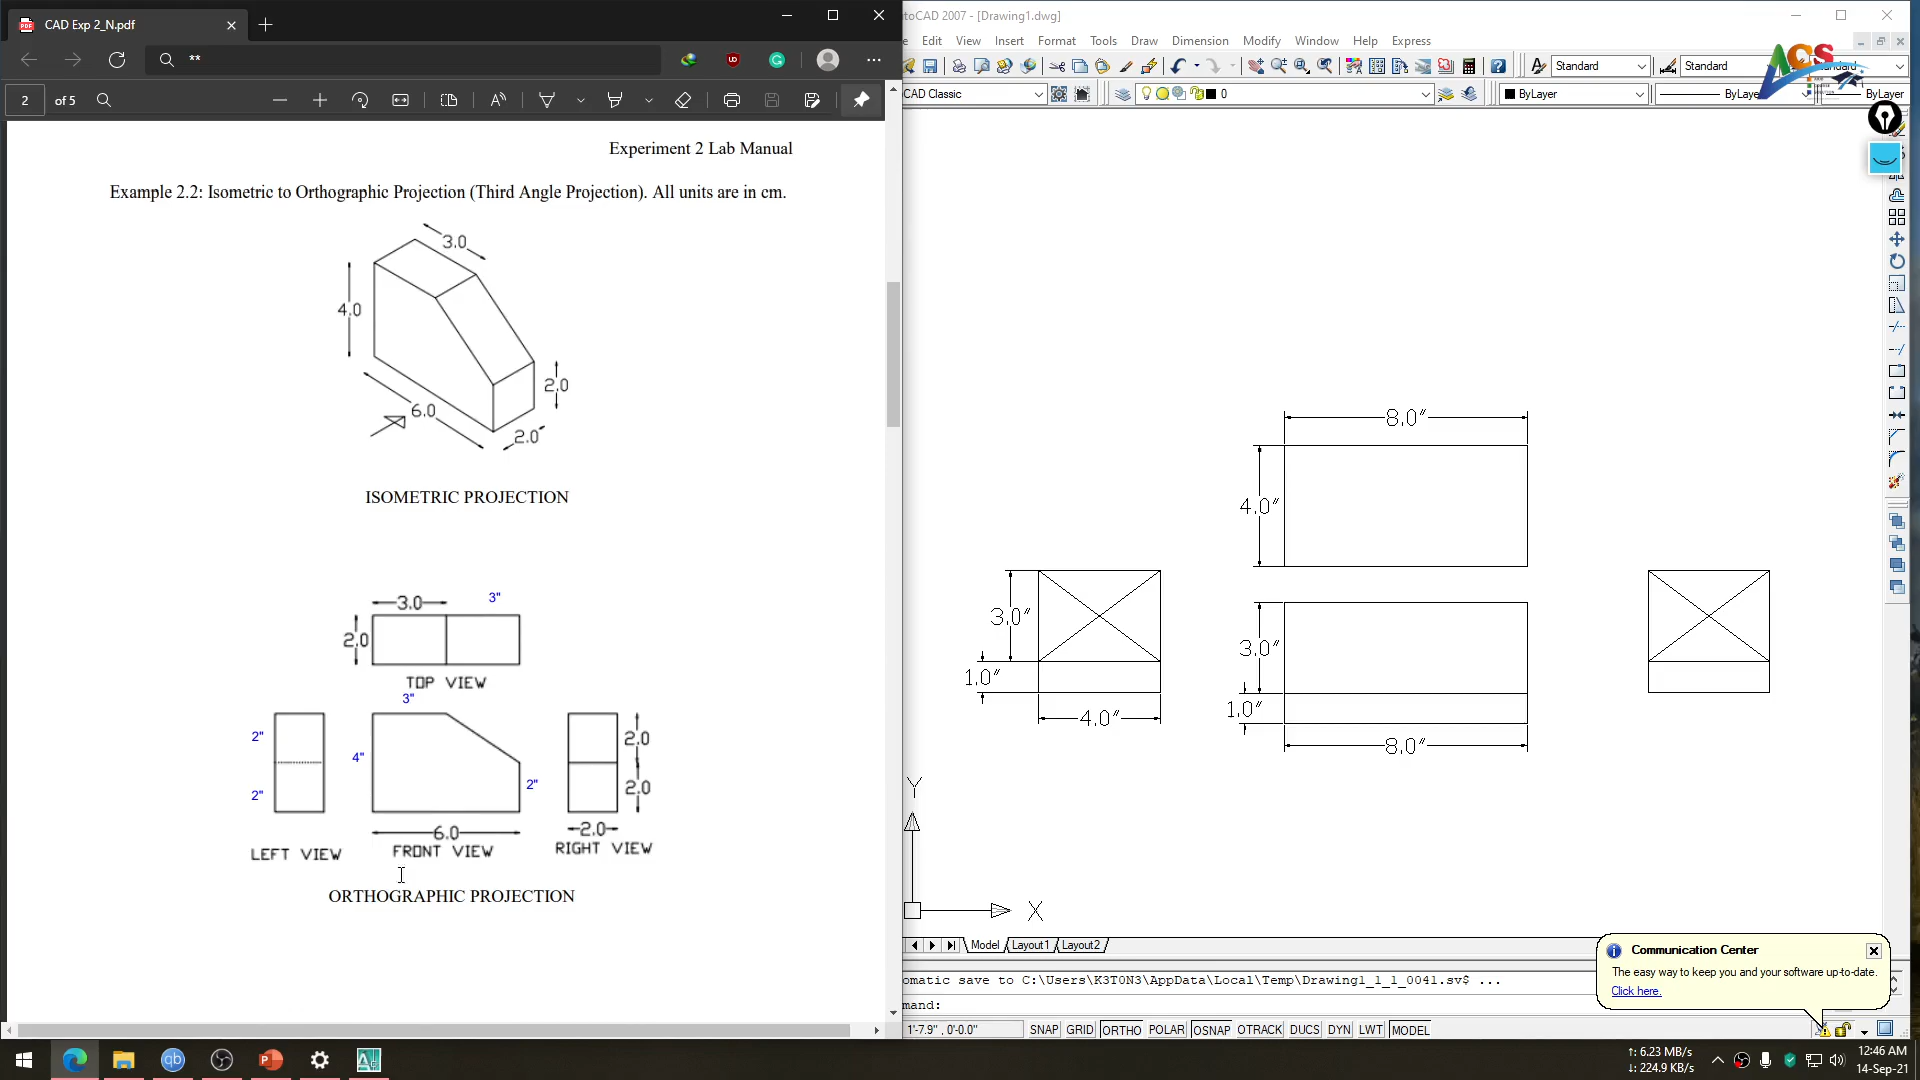 CAD Exp 2_N.pdf
**
2 of 5
Experiment 2 Lab Manual
Example 2.2: Isometric to Orthographic Projection (Third Angle Projection). All units are in cm.
3.0
4.0
2.0
6.0
2.0
ISOMETRIC PROJECTION
3.0 3"
2.0
TOP VIEW
3"
2" 4" 2.0
2" 2" 2.0
6.0 2.0
LEFT VIEW FRONT VIEW RIGHT VIEW
ORTHOGRAPHIC PROJECTION
utoCAD 2007 - [Drawing1.dwg]
e Edit View Insert Format Tools Draw Dimension Modify Window Help Express
Standard Standard Standard
CAD Classic 0 ByLayer ByLaye ByLayer
ACS
8.0"
4.0"
3.0" 3.0"
1.0" 1.0"
4.0" 8.0"
Y
X
Model Layout1 Layout2
omatic save to C:\Users\K3T0N3\AppData\Local\Temp\Drawing1_1_1_0041.sv$ ...
mmand:
1'-7.9" , 0'-0.0" SNAP GRID ORTHO POLAR OSNAP OTRACK DUCS DYN LWT MODEL
Communication Center
The easy way to keep you and your software up-to-date.
Click here.
↑: 6.23 MB/s
↓: 224.9 KB/s
12:46 AM
14-Sep-21